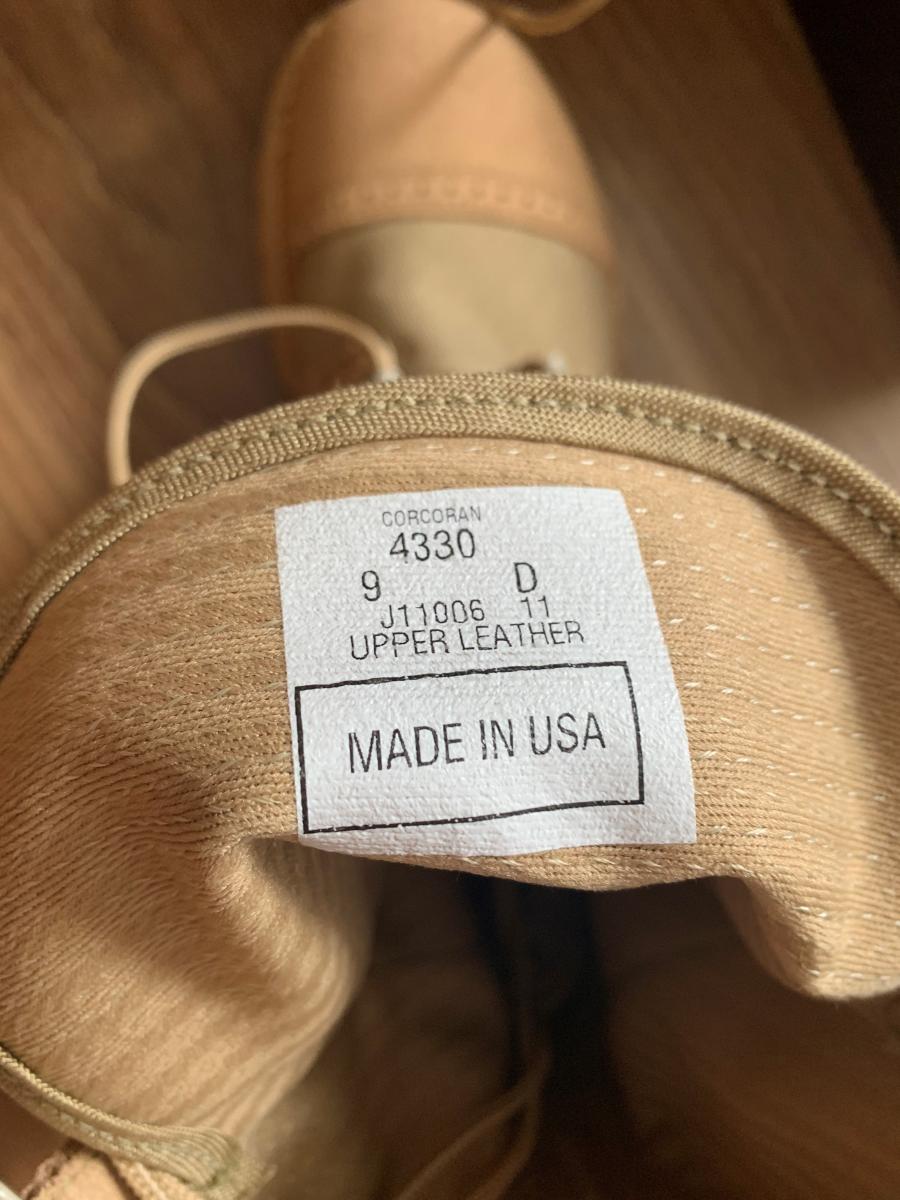 CORCORAN
4330
9 D
J11006 11
UPPER LEATHER
MADE IN USA